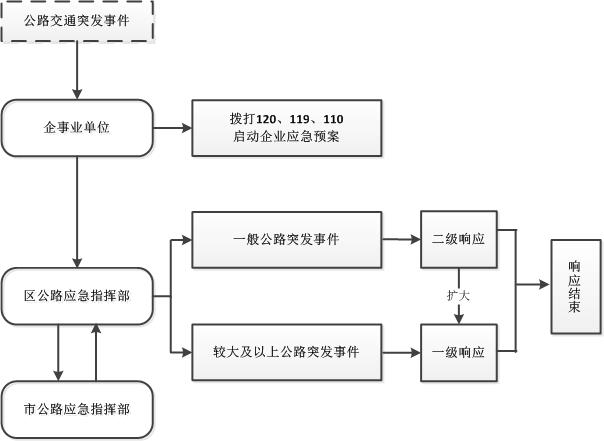 公路交通突发事件
企事业单位
拨打120、119、110
启动企业应急预案
一般公路突发事件
二级响应
响应结束
扩大
区公路应急指挥部
较大及以上公路突发事件
一级响应
市公路应急指挥部